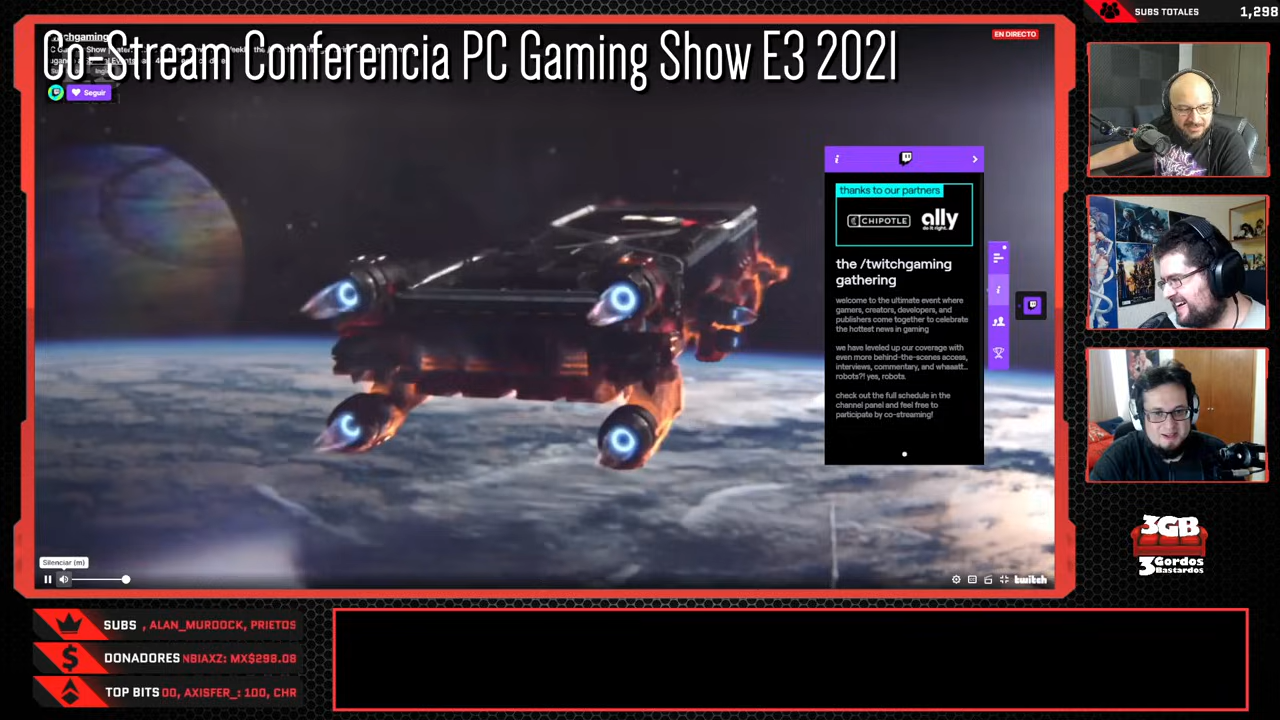 SUBS TOTALES 1,298
Co-Stream Conferencia PC Gaming Show E3 2021
EN DIRECTO
Seguir
thanks to our partners
CHIPOTLE ally
do it right.
the /twitchgaming
gathering
welcome to the ultimate event where
gamers, creators, developers, and
publishers come together to celebrate
the hottest news in gaming
we have leveled up our coverage with
even more behind-the-scenes access,
interviews, commentary, and whaaatt...
robots?! yes, robots.
check out the full schedule in the
channel panel and feel free to
participate by co-streaming!
3GB
3 Gordos
Bastardos
Silenciar (m)
twitch
SUBS , ALAN_MURDOCK, PRIETOS
DONADORES NBIAXZ: MX$298.06
TOP BITS 00, AXISFER_: 100, CHR